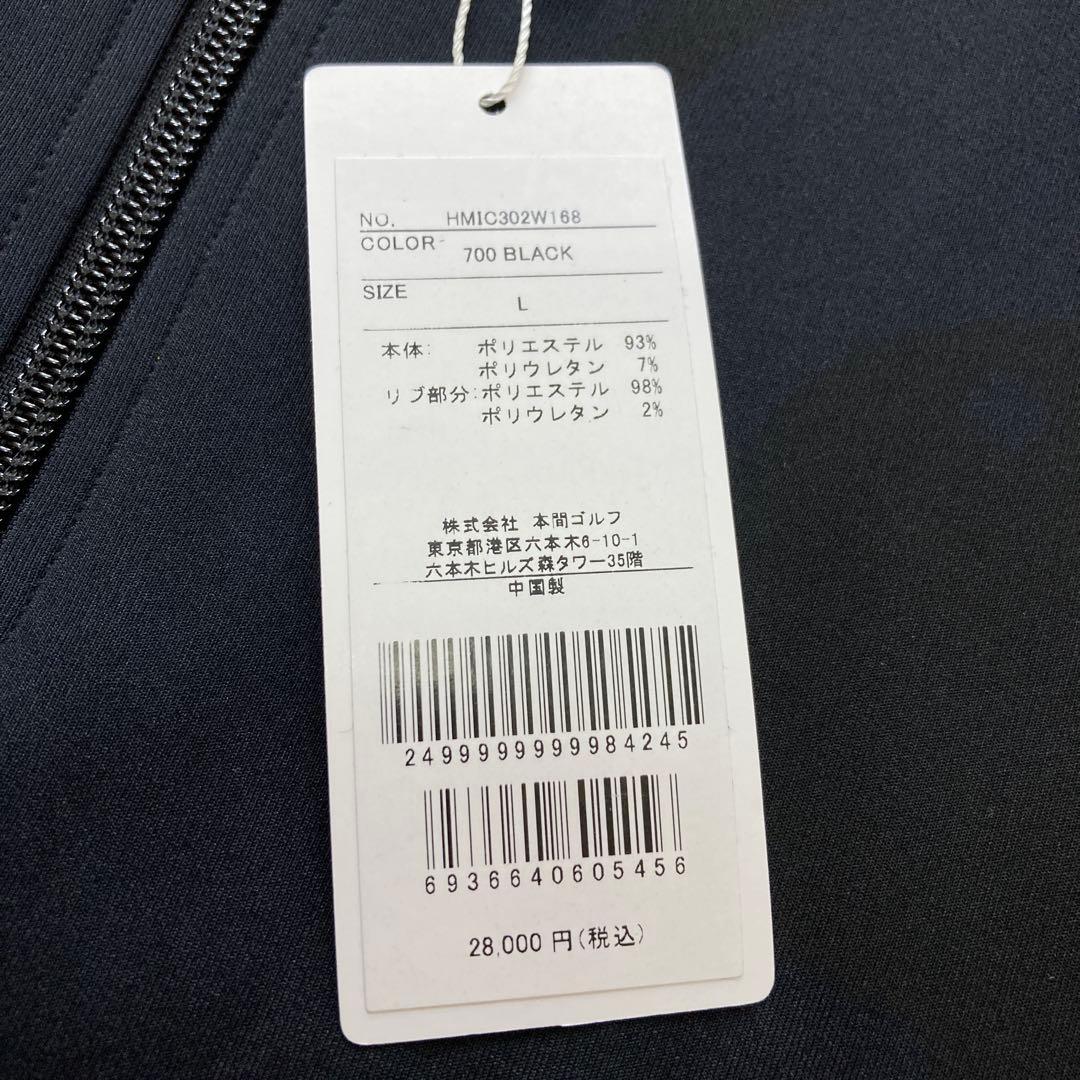 NO. HMIC302W168
COLOR 700 BLACK
SIZE L
本体: ポリエステル 93%
ポリウレタン 7%
リブ部分:ポリエステル 98%
ポリウレタン 2%
株式会社 本間ゴルフ
東京都港区六本木6-10-1
六本木ヒルズ森タワー35階
中国製
2499999999984245
6936640605456
28,000 円(税込)